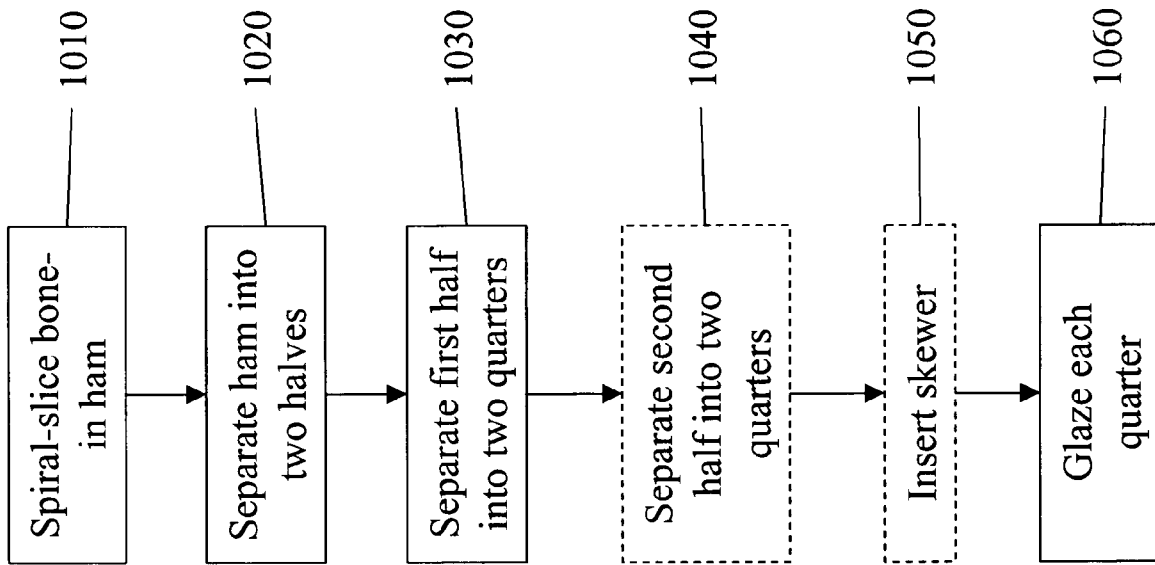 Spiral-slice bone-
in ham
1010
Separate ham into
two halves
1020
Separate first half
into two quarters
1030
Separate second
half into two
quarters
1040
Insert skewer
1050
Glaze each
quarter
1060